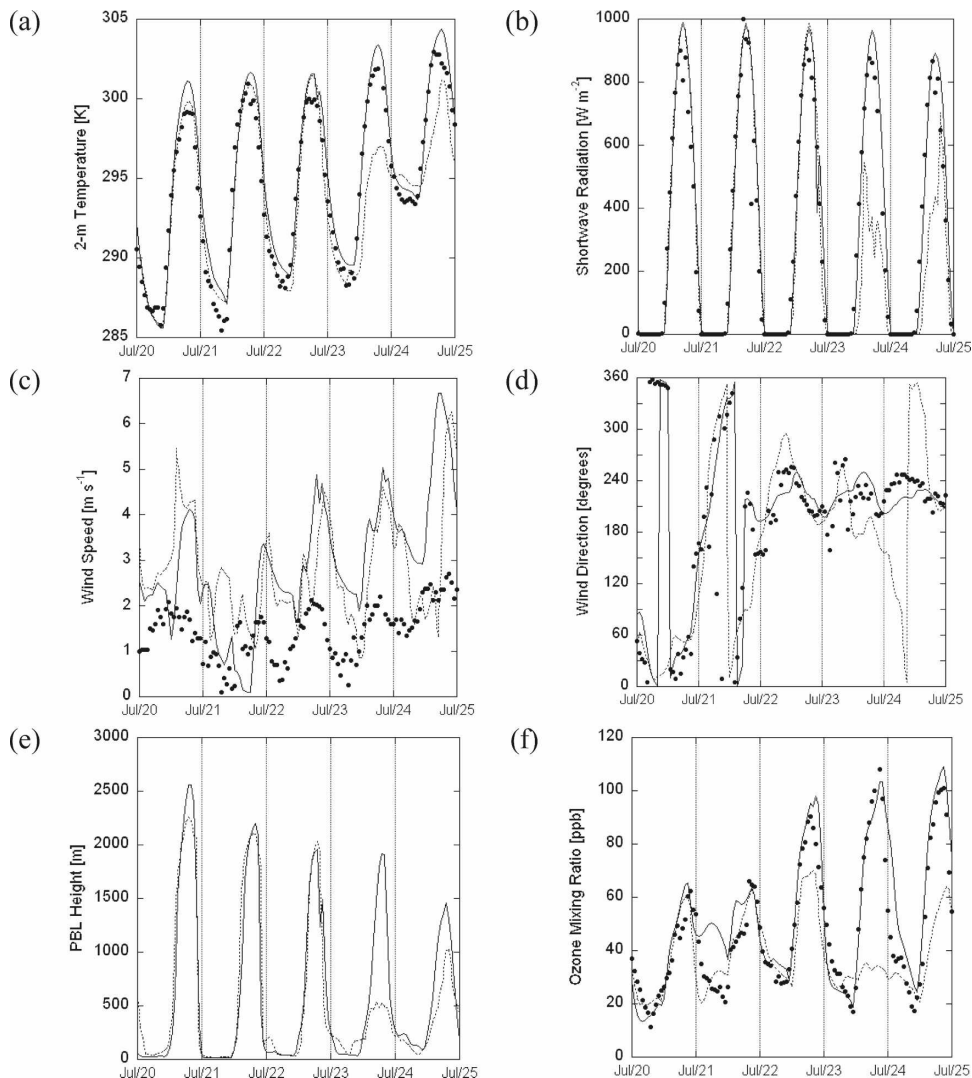 (a)
305
300
295
290
285
2-m Temperature [K]
Jul/20 Jul/21 Jul/22 Jul/23 Jul/24 Jul/25
(b)
1000
800
600
400
200
0
Shortwave Radiation [W m-2]
Jul/20 Jul/21 Jul/22 Jul/23 Jul/24 Jul/25
(c)
7
6
5
4
3
2
1
0
Wind Speed [m s-1]
Jul/20 Jul/21 Jul/22 Jul/23 Jul/24 Jul/25
(d)
360
300
240
180
120
60
0
Wind Direction [degrees]
Jul/20 Jul/21 Jul/22 Jul/23 Jul/24 Jul/25
(e)
3000
2500
2000
1500
1000
500
0
PBL Height [m]
Jul/20 Jul/21 Jul/22 Jul/23 Jul/24 Jul/25
(f)
120
100
80
60
40
20
0
Ozone Mixing Ratio [ppb]
Jul/20 Jul/21 Jul/22 Jul/23 Jul/24 Jul/25